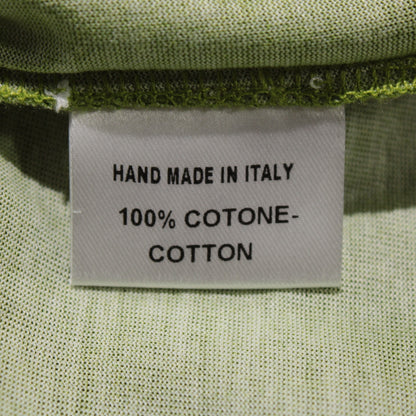 HAND MADE IN ITALY
100% COTONE-
COTTON